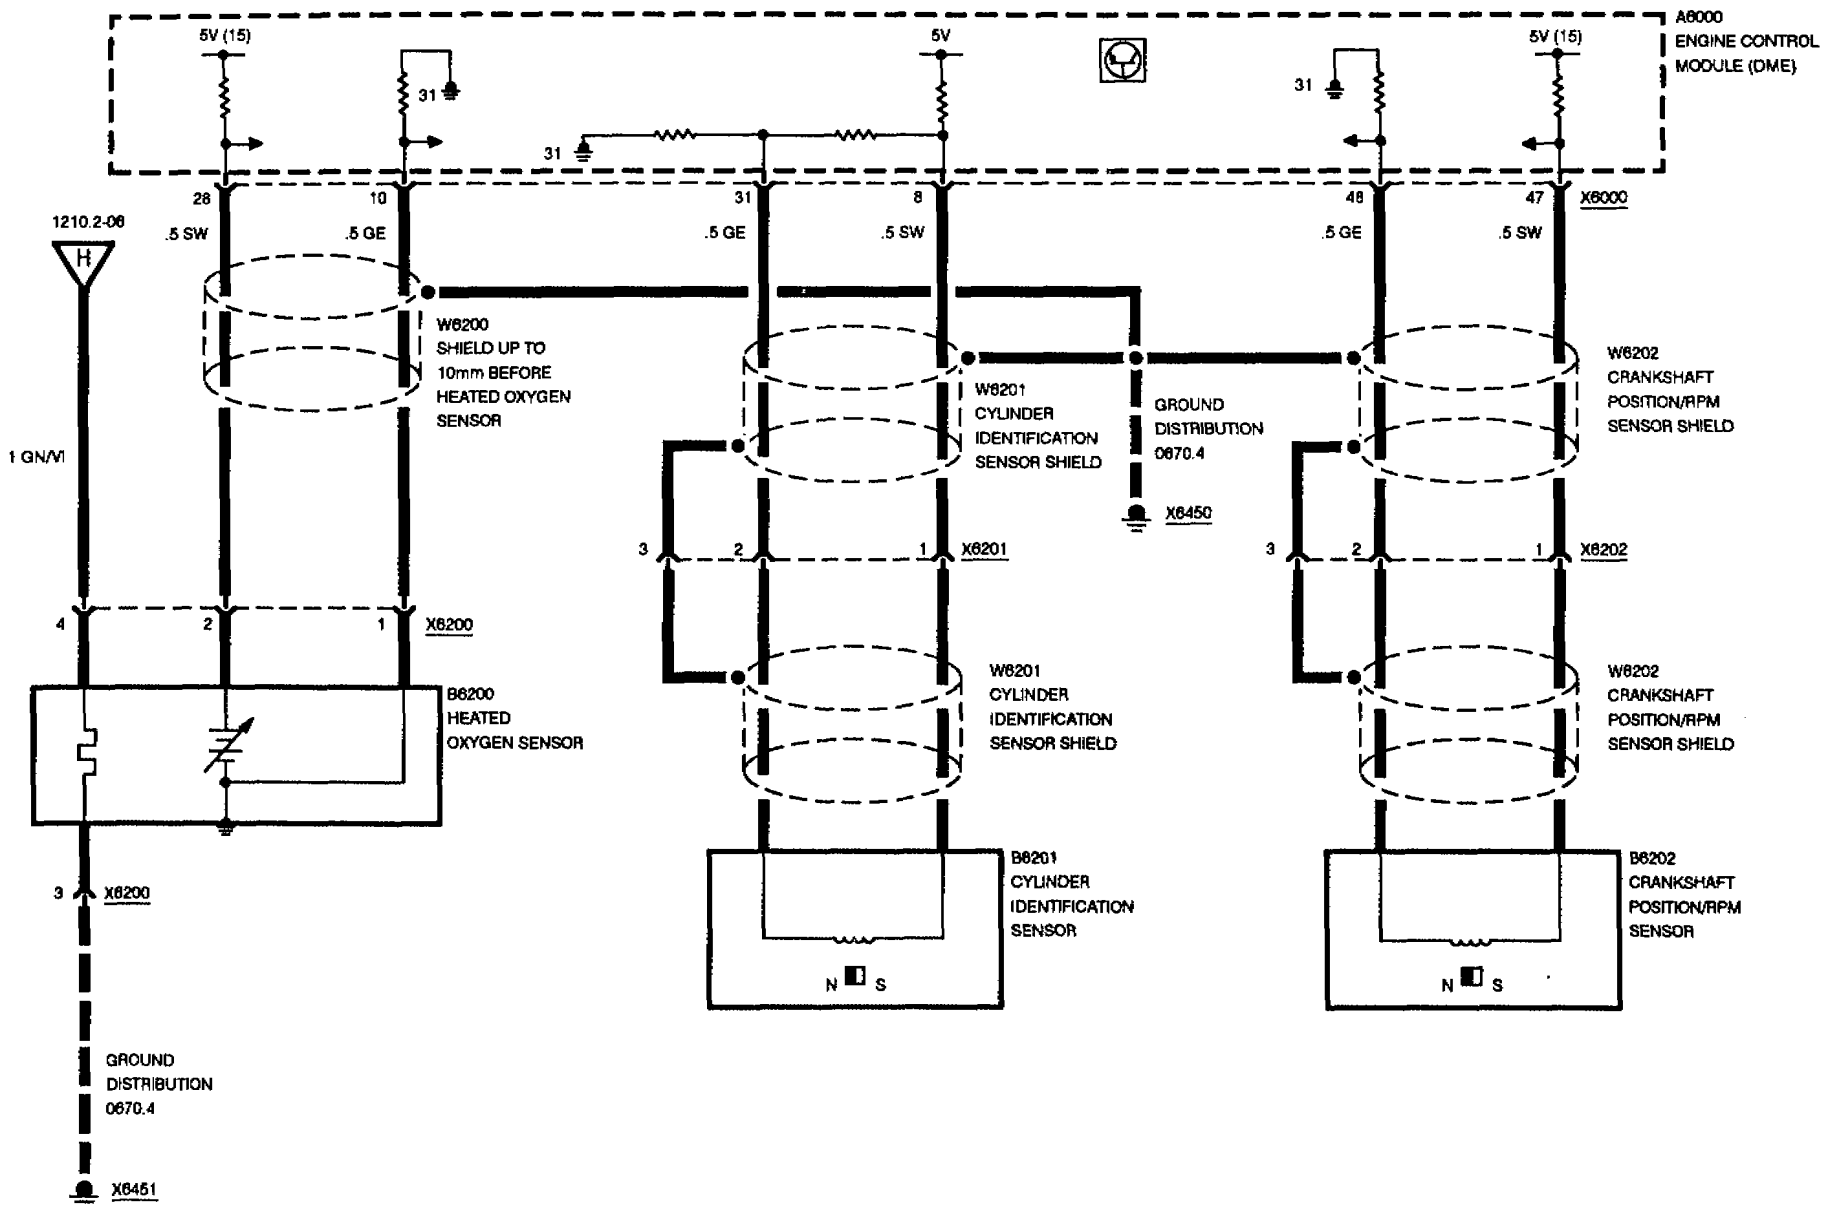 A6000
ENGINE CONTROL
MODULE (DME)
5V (15)
31
5V
31
31
5V (15)
28
10
31
8
48
47
X6000
1210.2-06
H
.5 SW
.5 GE
.5 GE
.5 SW
.5 GE
.5 SW
W6200
SHIELD UP TO
10mm BEFORE
HEATED OXYGEN
SENSOR
W6201
CYLINDER
IDENTIFICATION
SENSOR SHIELD
GROUND
DISTRIBUTION
0670.4
W6202
CRANKSHAFT
POSITION/RPM
SENSOR SHIELD
1 GN/VI
X6450
3
2
1
X6201
3
2
1
X6202
4
2
1
X6200
W6201
CYLINDER
IDENTIFICATION
SENSOR SHIELD
W6202
CRANKSHAFT
POSITION/RPM
SENSOR SHIELD
B6200
HEATED
OXYGEN SENSOR
B6201
CYLINDER
IDENTIFICATION
SENSOR
B6202
CRANKSHAFT
POSITION/RPM
SENSOR
3
X6200
N
S
N
S
GROUND
DISTRIBUTION
0670.4
X6451